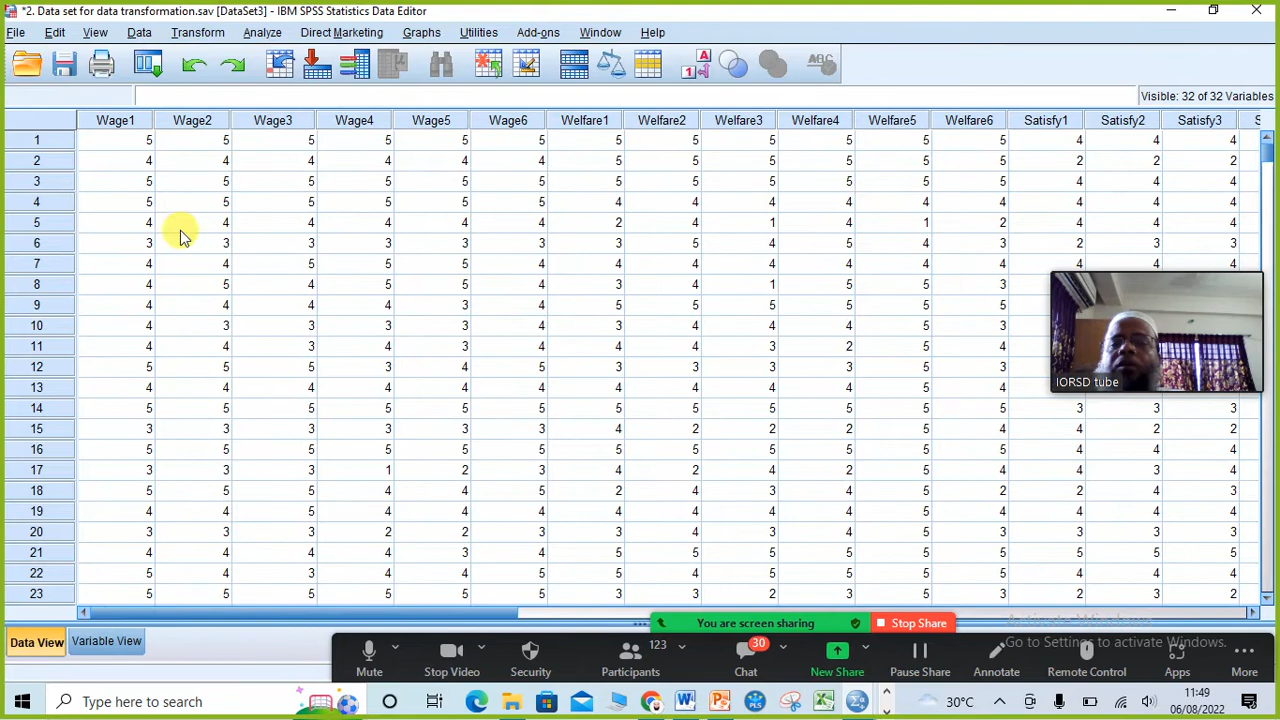 *2. Data set for data transformation.sav [DataSet3] - IBM SPSS Statistics Data Editor
File Edit View Data Transform Analyze Direct Marketing Graphs Utilities Add-ons Window Help
Visible: 32 of 32 Variables
Wage1 Wage2 Wage3 Wage4 Wage5 Wage6 Welfare1 Welfare2 Welfare3 Welfare4 Welfare5 Welfare6 Satisfy1 Satisfy2 Satisfy3 S
1 5 5 5 5 5 5 5 5 5 5 5 5 4 4 4
2 4 4 4 4 4 4 5 5 5 5 5 5 2 2 2
3 5 5 5 5 5 5 5 5 5 5 5 5 4 4 4
4 5 5 5 5 5 5 4 4 4 4 4 4 4 4 4
5 4 4 4 4 4 4 2 4 1 4 1 2 4 4 4
6 3 3 3 3 3 3 3 4 4 5 4 3 2 3 3
7 4 4 5 5 5 4 4 4 4 4 4 4 4 4 4
8 4 5 4 5 5 4 3 4 1 5 5 3
9 4 4 4 4 3 4 5 5 5 5 5 5
10 4 3 3 3 3 4 3 4 4 4 5 3
11 4 4 3 4 3 4 4 4 3 2 5 4
12 5 5 5 3 4 5 3 3 3 3 5 3
13 4 4 4 4 4 4 4 4 4 4 5 4
14 5 5 5 5 5 5 5 5 5 5 5 5 3 3 3
15 3 3 3 3 3 3 4 2 2 2 5 4 4 2 2
16 5 5 5 5 5 5 5 5 5 5 5 5 4 4 4
17 3 3 3 1 2 3 4 2 4 2 5 4 4 3 4
18 5 5 5 4 4 5 2 4 3 4 5 2 2 4 3
19 4 4 5 4 4 4 4 4 4 4 5 4 4 4 4
20 3 3 3 2 2 3 3 4 3 4 5 3 3 3 3
21 4 4 4 4 3 4 5 5 5 5 5 5 5 5 5
22 5 4 3 4 4 5 5 4 5 5 5 5 4 4 4
23 5 5 5 5 5 5 3 3 2 3 5 3 2 3 2
IORSD tube
You are screen sharing Stop Share
Activate Windows
Go to Settings to activate Windows.
Data View Variable View
30 123
Mute Stop Video Security Participants Chat New Share Pause Share Annotate Remote Control Apps More
Type here to search
30°C
11:49
06/08/2022